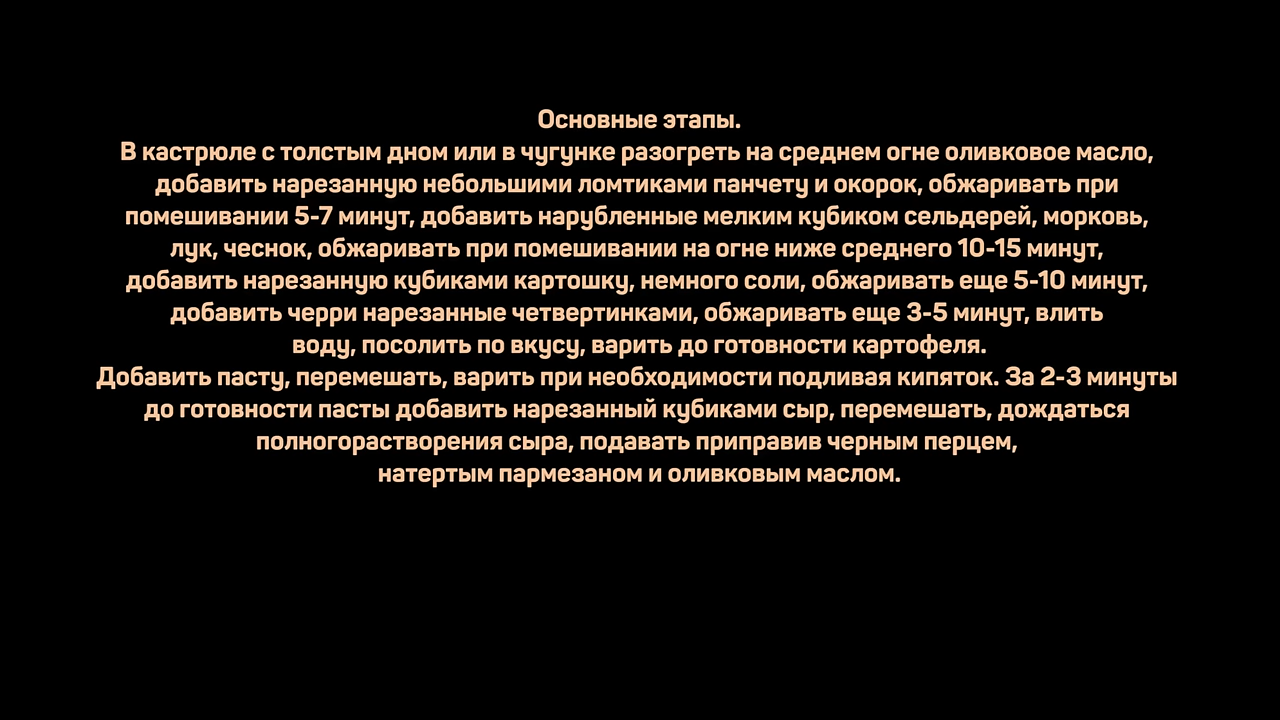 Основные этапы.
В кастрюле с толстым дном или в чугунке разогреть на среднем огне оливковое масло,
добавить нарезанную небольшими ломтиками панчету и окорок, обжаривать при
помешивании 5-7 минут, добавить нарубленные мелким кубиком сельдерей, морковь,
лук, чеснок, обжаривать при помешивании на огне ниже среднего 10-15 минут,
добавить нарезанную кубиками картошку, немного соли, обжаривать еще 5-10 минут,
добавить черри нарезанные четвертинками, обжаривать еще 3-5 минут, влить
воду, посолить по вкусу, варить до готовности картофеля.
Добавить пасту, перемешать, варить при необходимости подливая кипяток. За 2-3 минуты
до готовности пасты добавить нарезанный кубиками сыр, перемешать, дождаться
полногорастворения сыра, подавать приправив черным перцем,
натертым пармезаном и оливковым маслом.